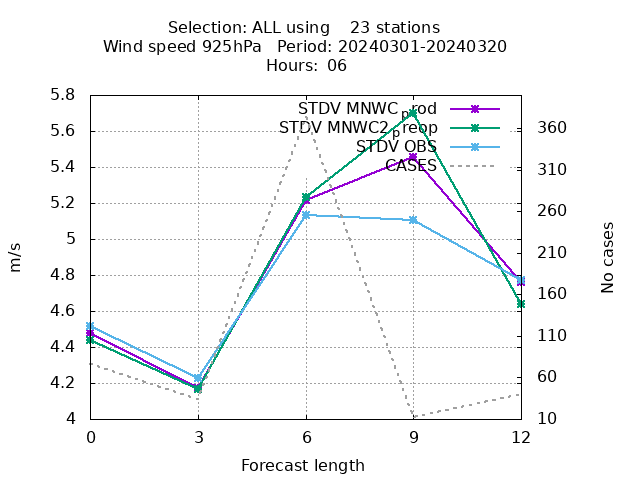 Selection: ALL using    23 stations
Wind speed 925hPa   Period: 20240301-20240320
Hours: 06
STDV MNWC_prod
STDV MNWC2_preop
STDV OBS
CASES
5.8
5.6
5.4
5.2
5
4.8
4.6
4.4
4.2
4
m/s
360
310
260
210
160
110
60
10
No cases
0 3 6 9 12
Forecast length